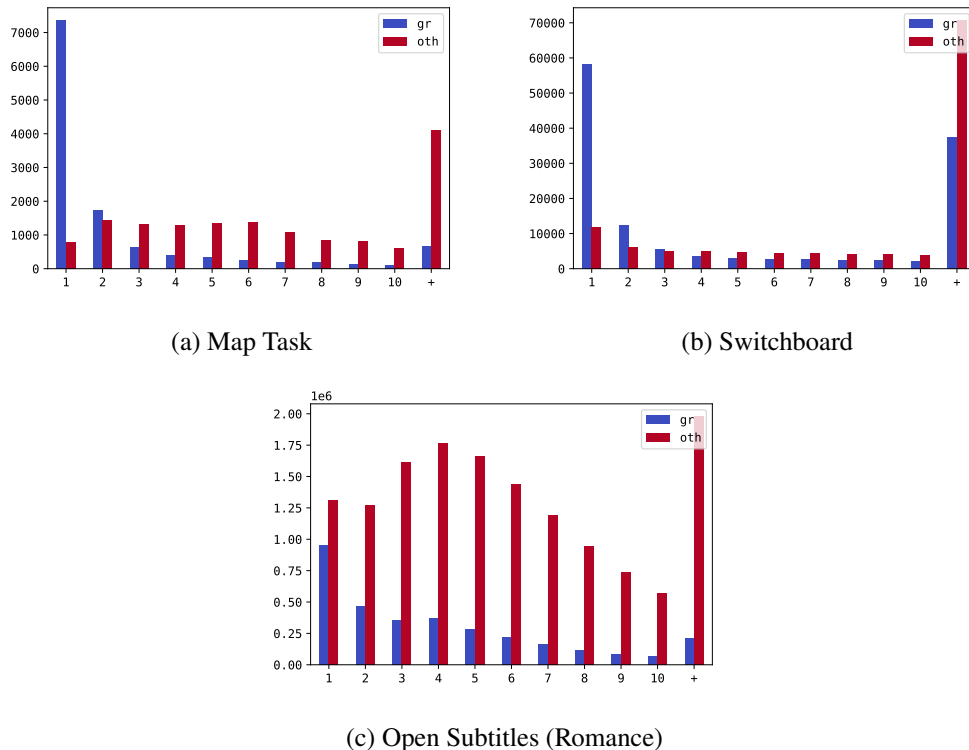 7000
6000
5000
4000
3000
2000
1000
0
1 2 3 4 5 6 7 8 9 10 +
gr
oth
(a) Map Task
70000
60000
50000
40000
30000
20000
10000
0
1 2 3 4 5 6 7 8 9 10 +
gr
oth
(b) Switchboard
1e6
2.00
1.75
1.50
1.25
1.00
0.75
0.50
0.25
0.00
1 2 3 4 5 6 7 8 9 10 +
gr
oth
(c) Open Subtitles (Romance)